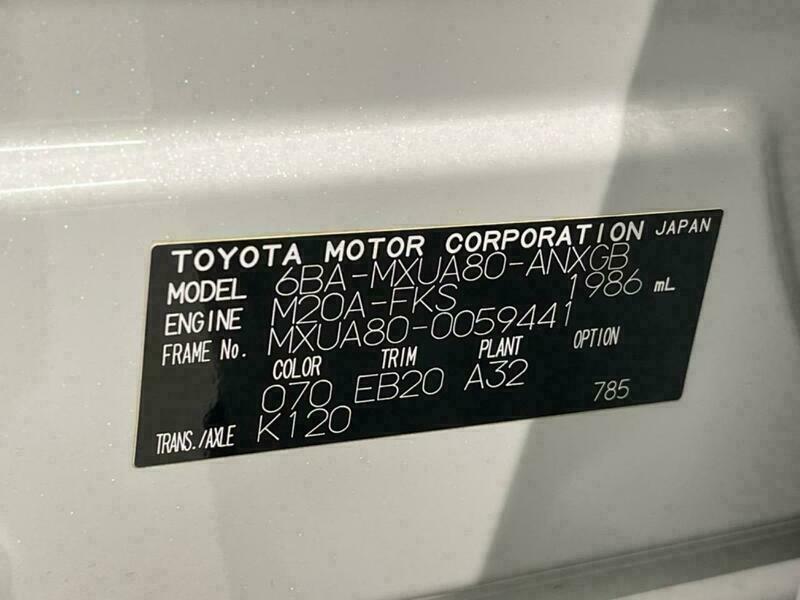 TOYOTA MOTOR CORPORATION JAPAN
MODEL 6BA-MXUA80-ANXGB
ENGINE M20A-FKS 1986 mL
FRAME No. MXUA80-0059441
COLOR TRIM PLANT OPTION
070 EB20 A32
TRANS./AXLE K120 785